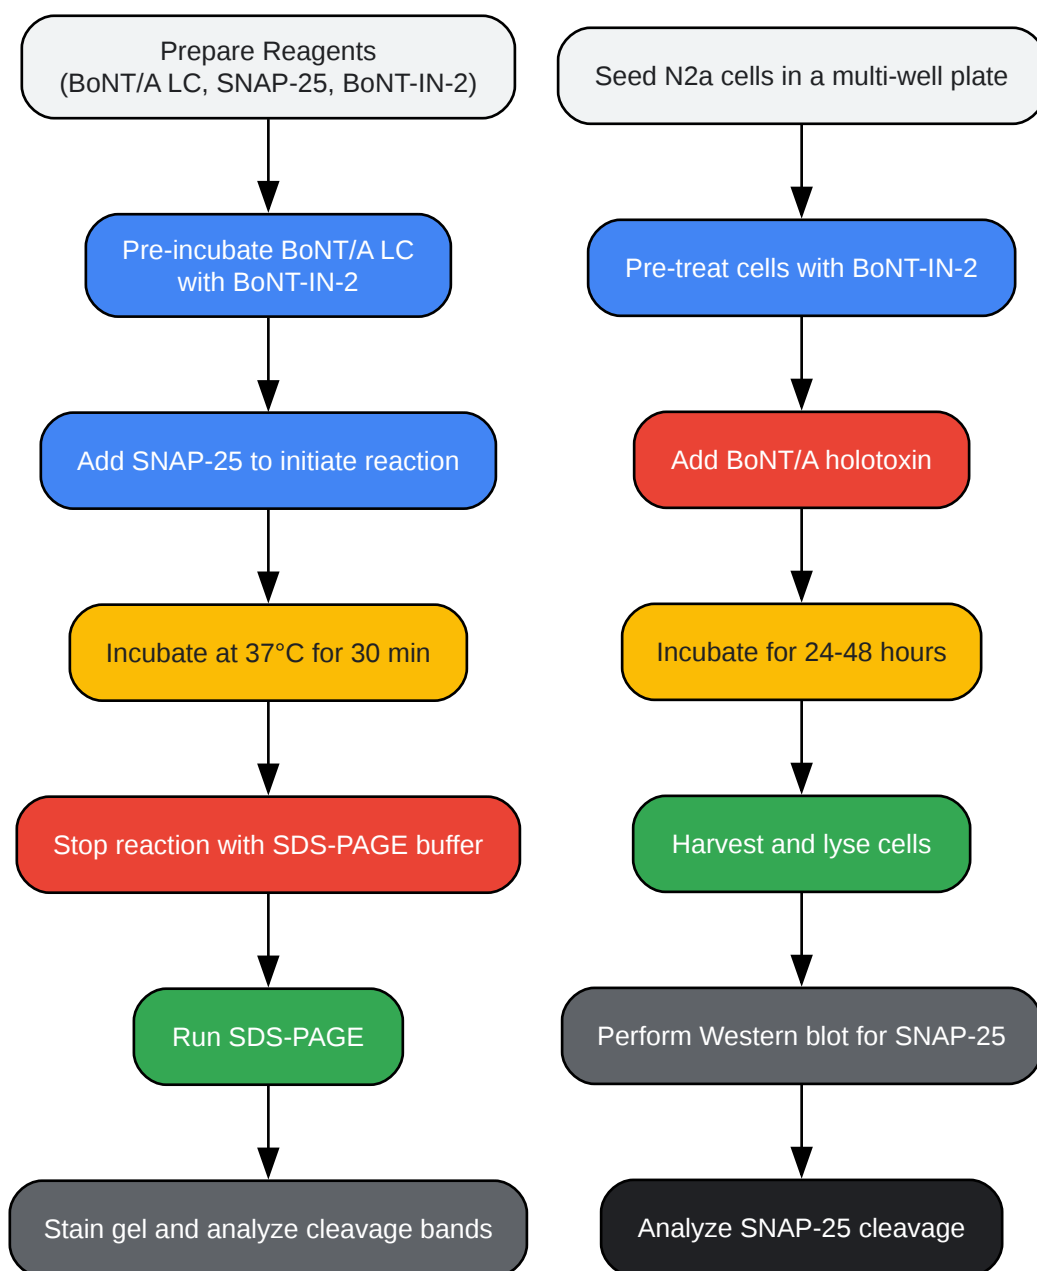 Prepare Reagents
(BoNT/A LC, SNAP-25, BoNT-IN-2)
Pre-incubate BoNT/A LC
with BoNT-IN-2
Add SNAP-25 to initiate reaction
Incubate at 37°C for 30 min
Stop reaction with SDS-PAGE buffer
Run SDS-PAGE
Stain gel and analyze cleavage bands
Seed N2a cells in a multi-well plate
Pre-treat cells with BoNT-IN-2
Add BoNT/A holotoxin
Incubate for 24-48 hours
Harvest and lyse cells
Perform Western blot for SNAP-25
Analyze SNAP-25 cleavage